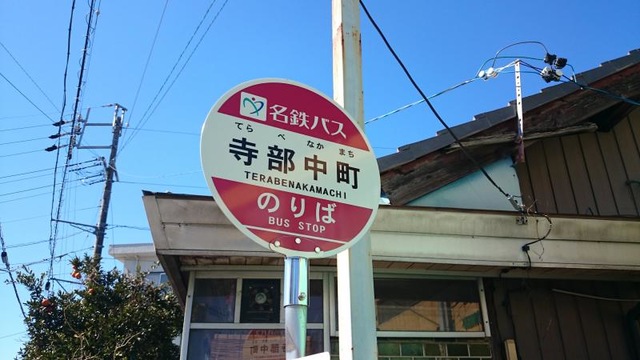 名鉄バス
てらべなかまち
寺部中町
TERABENAKAMACHI
のりば
BUS STOP